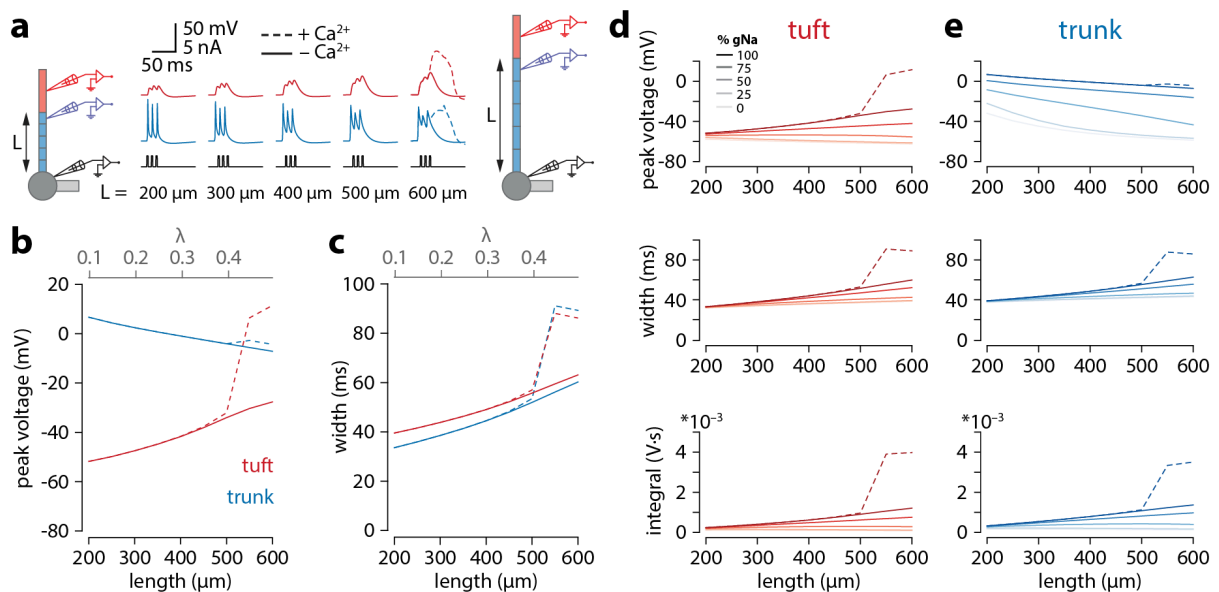 a
50 mV
5 nA
50 ms
+ Ca²⁺
− Ca²⁺
L
L
L = 200 µm 300 µm 400 µm 500 µm 600 µm
b
λ
0.1 0.2 0.3 0.4
20
0
-20
-40
-60
-80
peak voltage (mV)
tuft
trunk
200 300 400 500 600
length (µm)
c
λ
0.1 0.2 0.3 0.4
100
80
60
40
20
0
width (ms)
200 300 400 500 600
length (µm)
d
tuft
% gNa
100
75
50
25
0
peak voltage (mV)
0
-40
-80
200 300 400 500 600
width (ms)
80
40
0
200 300 400 500 600
*10⁻³
integral (V·s)
4
2
0
200 300 400 500 600
length (µm)
e
trunk
0
-40
-80
200 300 400 500 600
80
40
0
200 300 400 500 600
*10⁻³
4
2
0
200 300 400 500 600
length (µm)